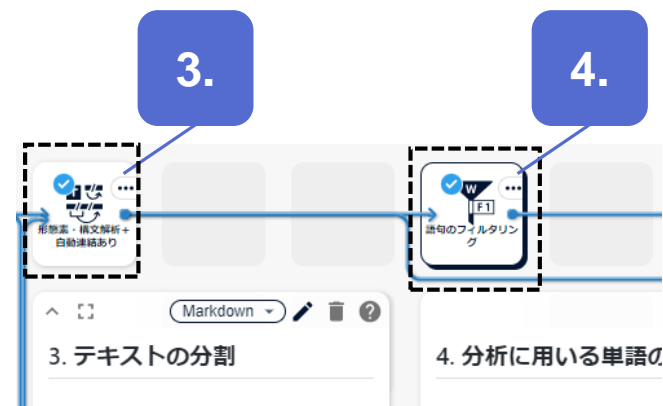 3.
4.
形態素・構文解析+
自動連結あり
W
F1
語句のフィルタリン
グ
Markdown
3. テキストの分割
4. 分析に用いる単語の